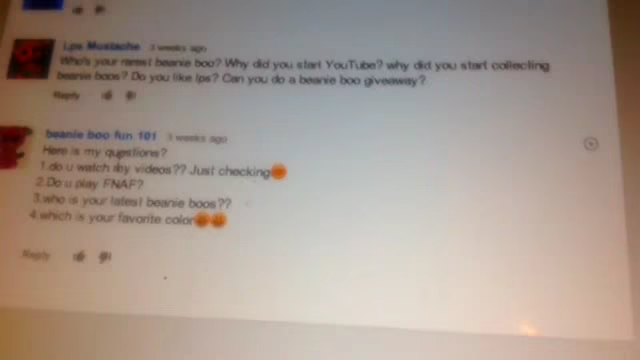 Lps Mustache 3 weeks ago
Who's your rarest beanie boo? Why did you start YouTube? why did you start collecting
beanie boos? Do you like lps? Can you do a beanie boo giveaway?
Reply
beanie boo fun 101 3 weeks ago
Here is my questions?
1.do u watch my videos?? Just checking
2.Do u play FNAF?
3.who is your latest beanie boos??
4.which is your favorite color
Reply